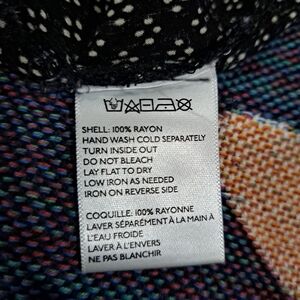 SHELL: 100% RAYON
HAND WASH COLD SEPARATELY
TURN INSIDE OUT
DO NOT BLEACH
LAY FLAT TO DRY
LOW IRON AS NEEDED
IRON ON REVERSE SIDE
COQUILLE: 100% RAYONNE
LAVER SÉPARÉMENT À LA MAIN À
L'EAU FROIDE
LAVER À L'ENVERS
NE PAS BLANCHIR